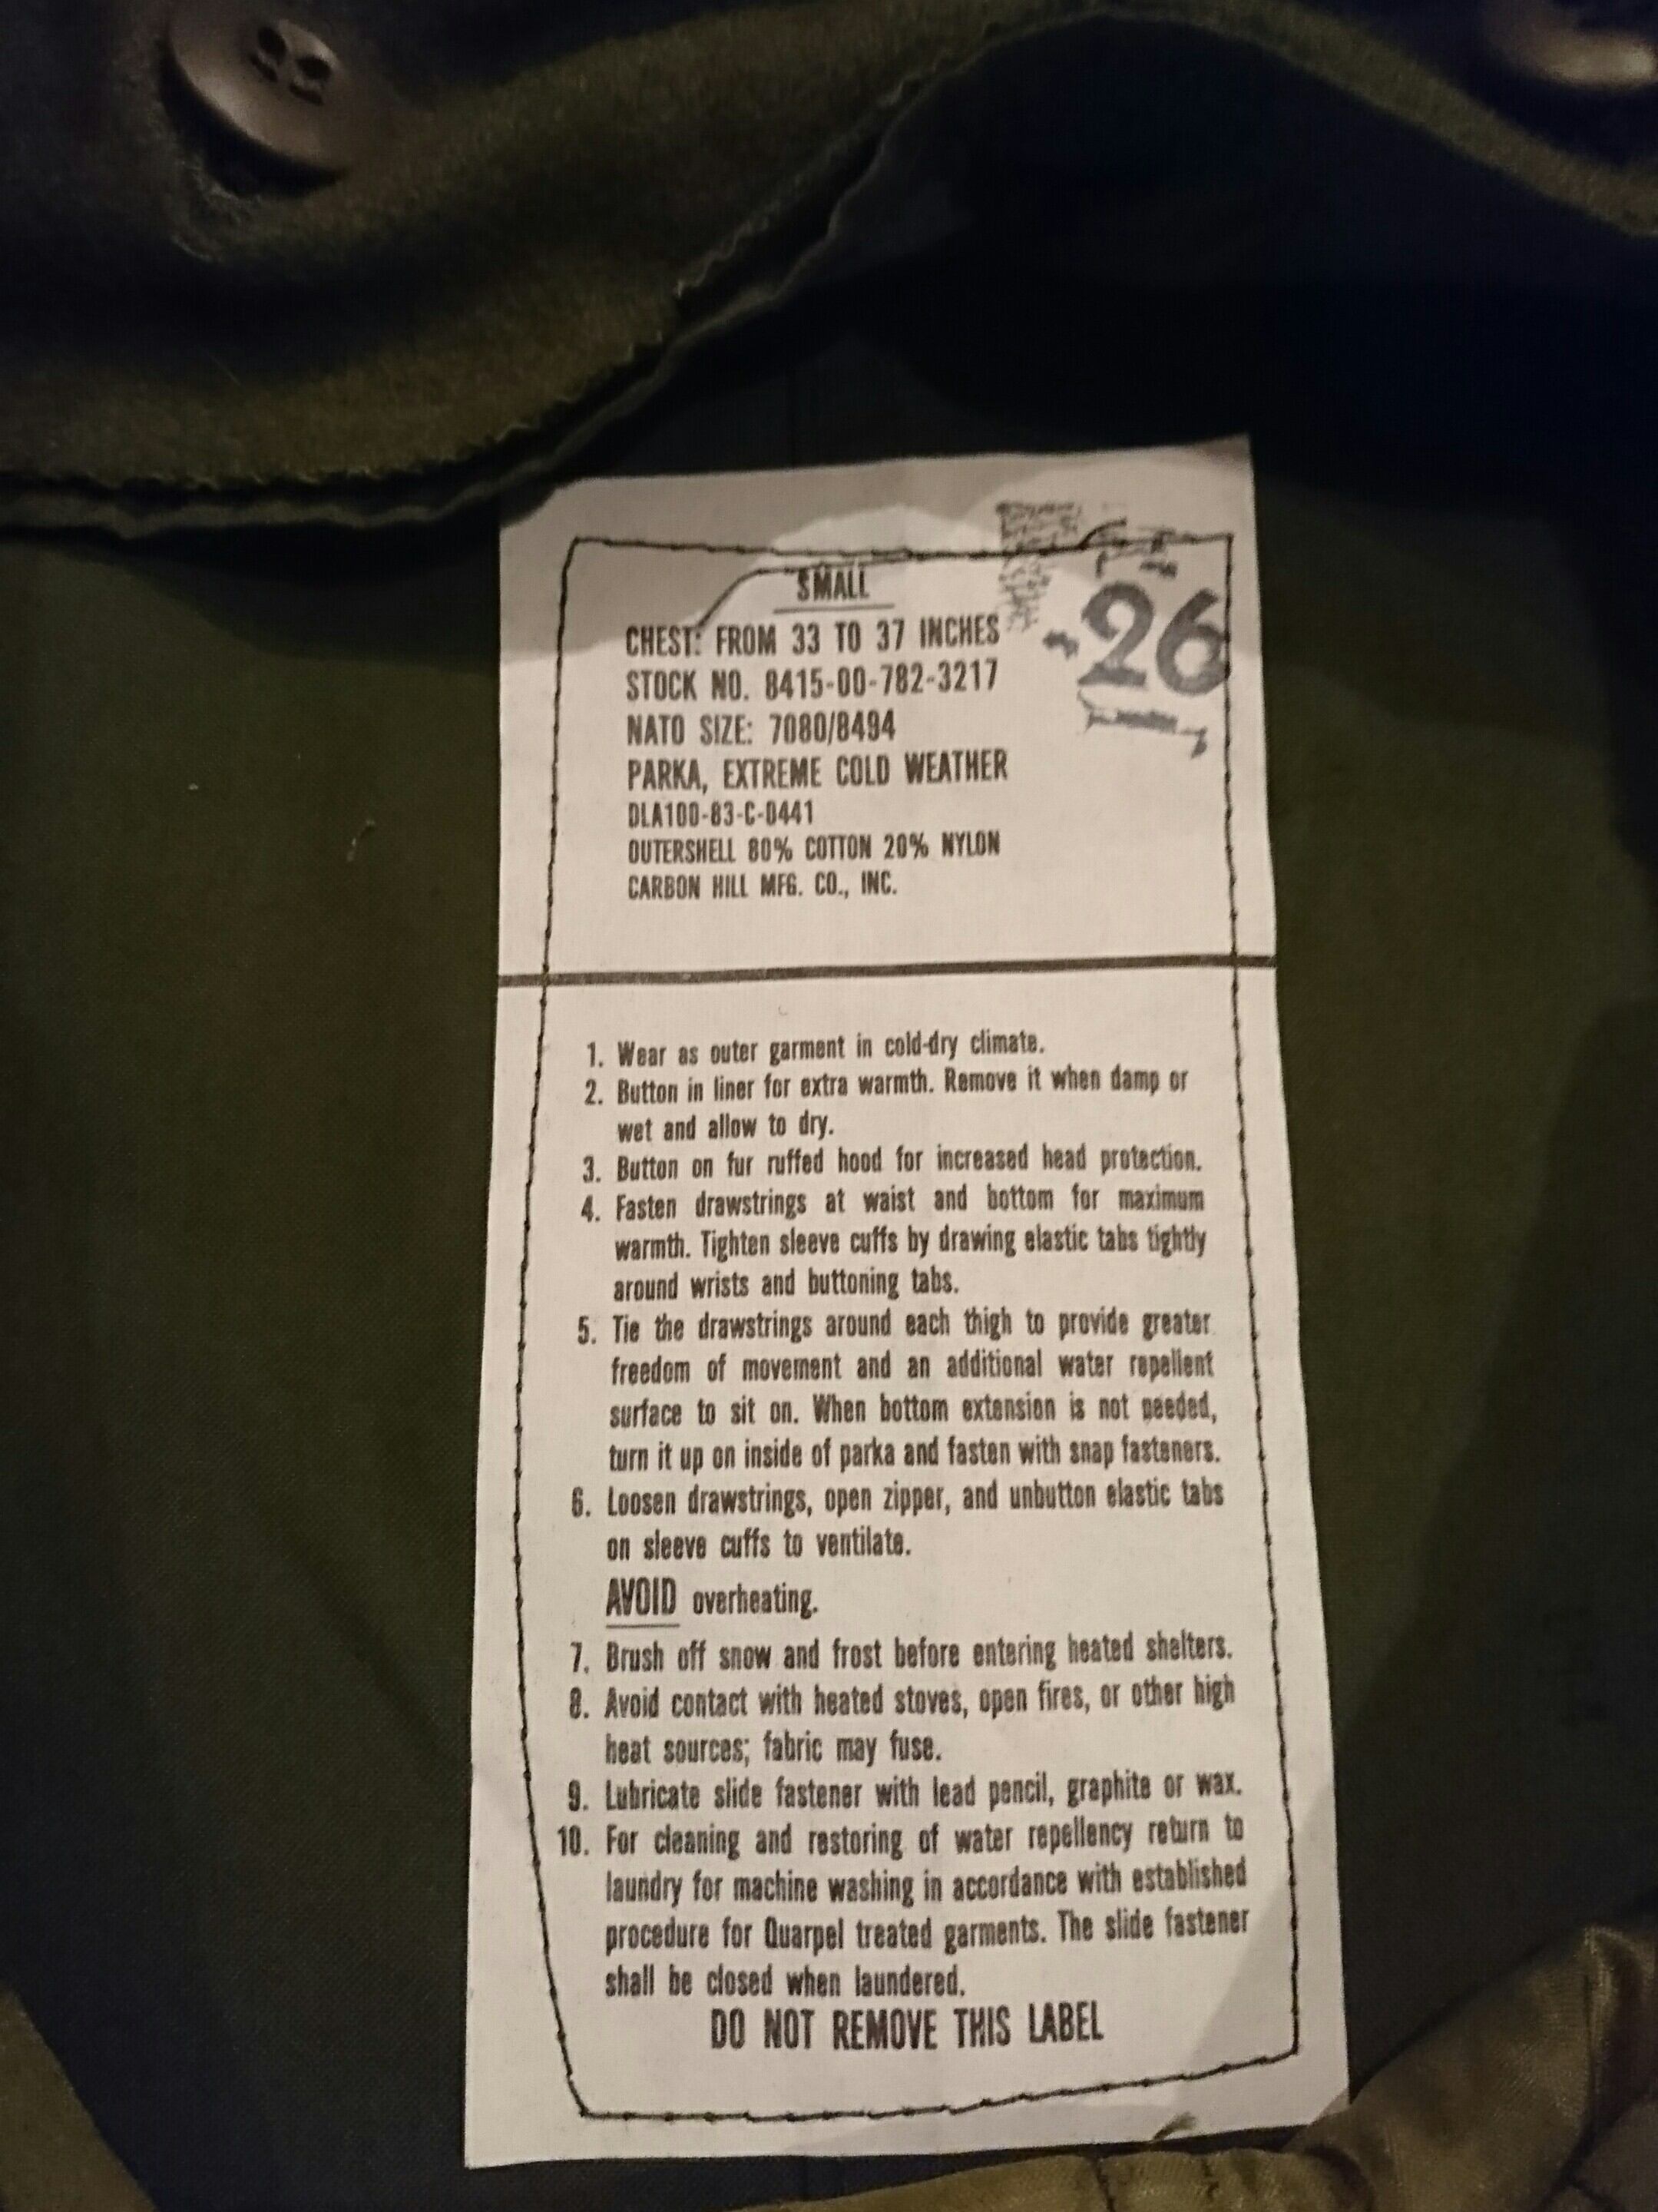 SMALL
CHEST: FROM 33 TO 37 INCHES
-26
STOCK NO. 8415-00-782-3217
NATO SIZE: 7080/8494
PARKA, EXTREME COLD WEATHER
DLA100-83-C-0441
OUTERSHELL 80% COTTON 20% NYLON
CARBON HILL MFG. CO., INC.
1. Wear as outer garment in cold-dry climate.
2. Button in liner for extra warmth. Remove it when damp or
wet and allow to dry.
3. Button on fur ruffed hood for increased head protection.
4. Fasten drawstrings at waist and bottom for maximum
warmth. Tighten sleeve cuffs by drawing elastic tabs tightly
around wrists and buttoning tabs.
5. Tie the drawstrings around each thigh to provide greater
freedom of movement and an additional water repellent
surface to sit on. When bottom extension is not needed,
turn it up on inside of parka and fasten with snap fasteners.
6. Loosen drawstrings, open zipper, and unbutton elastic tabs
on sleeve cuffs to ventilate.
AVOID overheating.
7. Brush off snow and frost before entering heated shelters.
8. Avoid contact with heated stoves, open fires, or other high
heat sources; fabric may fuse.
9. Lubricate slide fastener with lead pencil, graphite or wax.
10. For cleaning and restoring of water repellency return to
laundry for machine washing in accordance with established
procedure for Quarpel treated garments. The slide fastener
shall be closed when laundered.
DO NOT REMOVE THIS LABEL